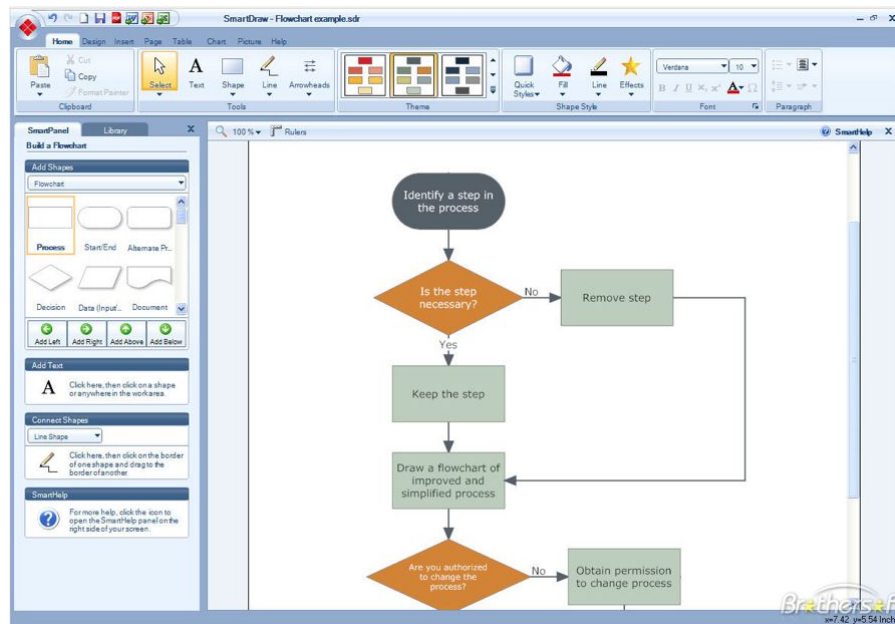 SmartDraw - Flowchart example.sdr
Home Design Insert Page Table Chart Picture Help
Paste
Cut
Copy
Format Painter
Clipboard
Select
Text
Shape
Line
Arrowheads
Tools
Theme
Quick
Styles
Fill
Line
Effects
Shape Style
Verdana
10
B I U
Font
Paragraph
SmartPanel
Library
X
100 %
Rulers
SmartHelp X
Build a Flowchart
Add Shapes
Flowchart
Process
Start/End
Alternate Pr..
Decision
Data (Input/..
Document
Add Left
Add Right
Add Above
Add Below
Add Text
A
Click here, then click on a shape
or anywhere in the work area.
Connect Shapes
Line Shape
Click here, then click on the border
of one shape and drag to the
border of another.
SmartHelp
For more help, click the icon to
open the SmartHelp panel on the
right side of your screen.
Identify a step in
the process
Is the step
necessary?
No
Remove step
Yes
Keep the step
Draw a flowchart of
improved and
simplified process
Are you authorized
to change the
process?
No
Obtain permission
to change process
x=7.42 y=5.54 Inch